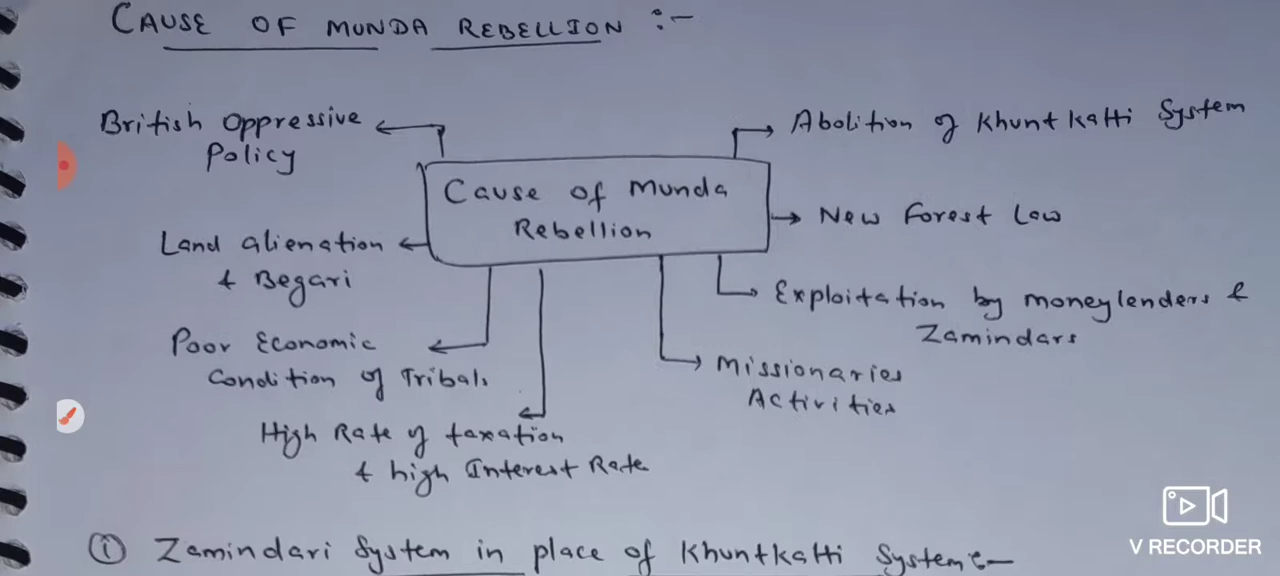 CAUSE OF MUNDA REBELLION :-
British Oppressive
Policy
Abolition of Khuntkatti System
Cause of Munda
Rebellion
New Forest Law
Land alienation
& Begari
Exploitation by moneylenders &
Zamindars
Poor Economic
Condition of Tribals
Missionaries
Activities
High Rate of taxation
& high Interest Rate
① Zamindari System in place of Khuntkatti System:-
V RECORDER